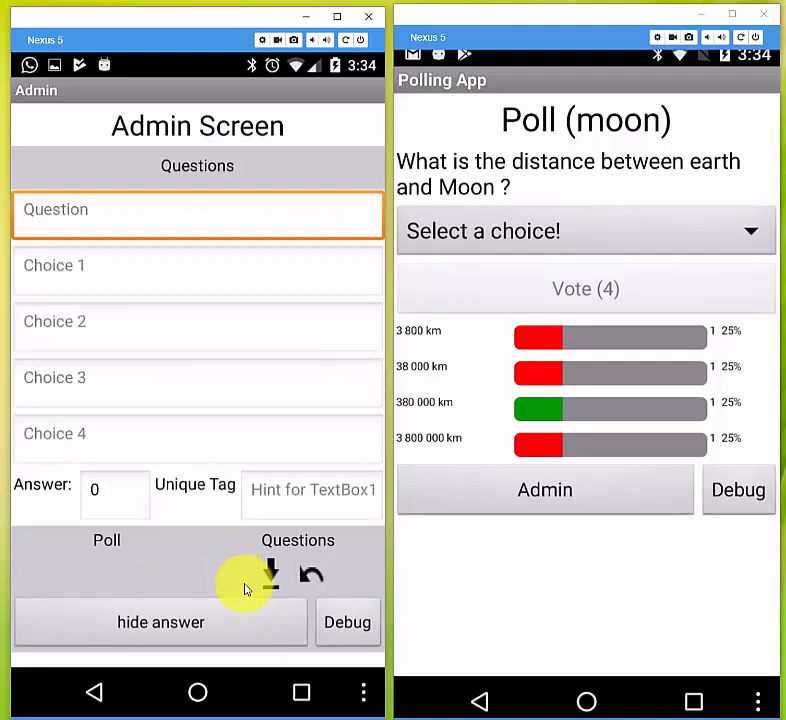 Nexus 5
3:34
Admin
Admin Screen
Questions
Question
Choice 1
Choice 2
Choice 3
Choice 4
Answer: 0 Unique Tag Hint for TextBox1
Poll Questions
hide answer Debug
Nexus 5
3:34
Polling App
Poll (moon)
What is the distance between earth
and Moon ?
Select a choice!
Vote (4)
3 800 km 1 25%
38 000 km 1 25%
380 000 km 1 25%
3 800 000 km 1 25%
Admin Debug